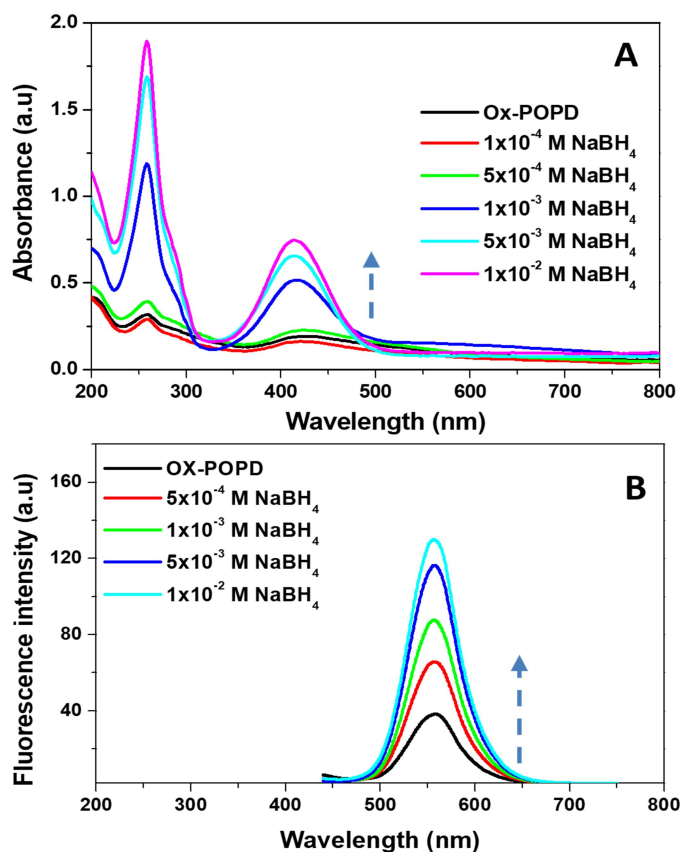 A
Absorbance (a.u)
2.0
1.5
1.0
0.5
0.0
Ox-POPD
1x10⁻⁴ M NaBH₄
5x10⁻⁴ M NaBH₄
1x10⁻³ M NaBH₄
5x10⁻³ M NaBH₄
1x10⁻² M NaBH₄
200 300 400 500 600 700 800
Wavelength (nm)
B
Fluorescence intensity (a.u)
160
120
80
40
OX-POPD
5x10⁻⁴ M NaBH₄
1x10⁻³ M NaBH₄
5x10⁻³ M NaBH₄
1x10⁻² M NaBH₄
200 300 400 500 600 700 800
Wavelength (nm)